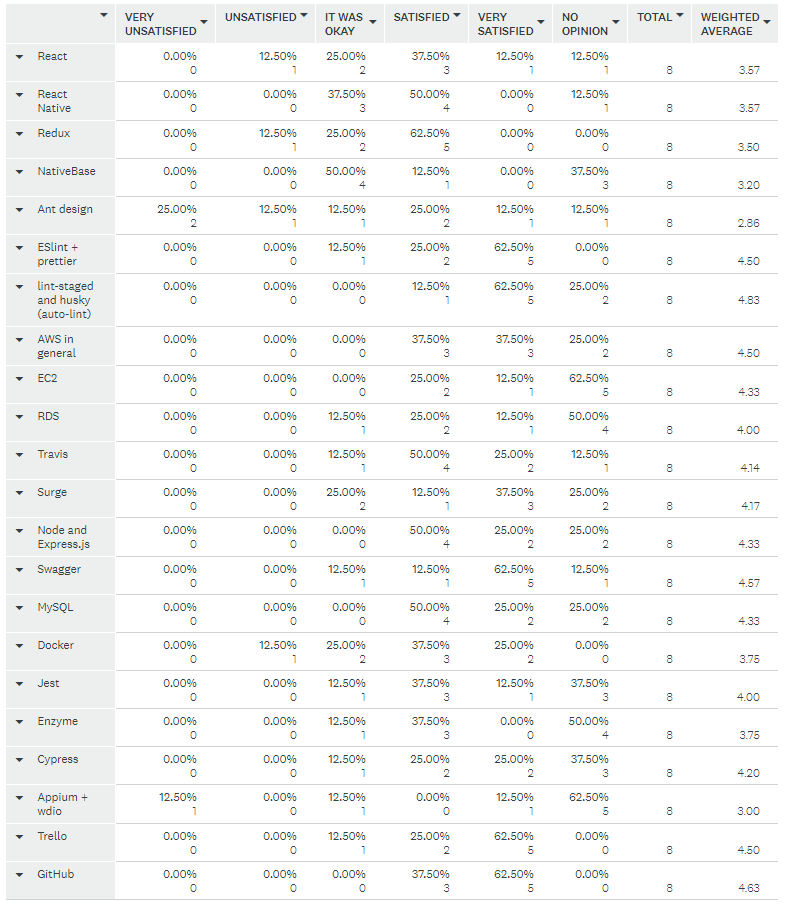 VERY UNSATISFIED UNSATISFIED IT WAS OKAY SATISFIED VERY SATISFIED NO OPINION TOTAL WEIGHTED AVERAGE
React 0.00% 12.50% 25.00% 37.50% 12.50% 12.50%
0 1 2 3 1 1 8 3.57
React 0.00% 0.00% 37.50% 50.00% 0.00% 12.50%
Native 0 0 3 4 0 1 8 3.57
Redux 0.00% 12.50% 25.00% 62.50% 0.00% 0.00%
0 1 2 5 0 0 8 3.50
NativeBase 0.00% 0.00% 50.00% 12.50% 0.00% 37.50%
0 0 4 1 0 3 8 3.20
Ant design 25.00% 12.50% 12.50% 25.00% 12.50% 12.50%
2 1 1 2 1 1 8 2.86
ESlint + 0.00% 0.00% 12.50% 25.00% 62.50% 0.00%
prettier 0 0 1 2 5 0 8 4.50
lint-staged 0.00% 0.00% 0.00% 12.50% 62.50% 25.00%
and husky 0 0 0 1 5 2 8 4.83
(auto-lint)
AWS in 0.00% 0.00% 0.00% 37.50% 37.50% 25.00%
general 0 0 0 3 3 2 8 4.50
EC2 0.00% 0.00% 0.00% 25.00% 12.50% 62.50%
0 0 0 2 1 5 8 4.33
RDS 0.00% 0.00% 12.50% 25.00% 12.50% 50.00%
0 0 1 2 1 4 8 4.00
Travis 0.00% 0.00% 12.50% 50.00% 25.00% 12.50%
0 0 1 4 2 1 8 4.14
Surge 0.00% 0.00% 25.00% 12.50% 37.50% 25.00%
0 0 2 1 3 2 8 4.17
Node and 0.00% 0.00% 0.00% 50.00% 25.00% 25.00%
Express.js 0 0 0 4 2 2 8 4.33
Swagger 0.00% 0.00% 12.50% 12.50% 62.50% 12.50%
0 0 1 1 5 1 8 4.57
MySQL 0.00% 0.00% 0.00% 50.00% 25.00% 25.00%
0 0 0 4 2 2 8 4.33
Docker 0.00% 12.50% 25.00% 37.50% 25.00% 0.00%
0 1 2 3 2 0 8 3.75
Jest 0.00% 0.00% 12.50% 37.50% 12.50% 37.50%
0 0 1 3 1 3 8 4.00
Enzyme 0.00% 0.00% 12.50% 37.50% 0.00% 50.00%
0 0 1 3 0 4 8 3.75
Cypress 0.00% 0.00% 12.50% 25.00% 25.00% 37.50%
0 0 1 2 2 3 8 4.20
Appium + 12.50% 0.00% 12.50% 0.00% 12.50% 62.50%
wdio 1 0 1 0 1 5 8 3.00
Trello 0.00% 0.00% 12.50% 25.00% 62.50% 0.00%
0 0 1 2 5 0 8 4.50
GitHub 0.00% 0.00% 0.00% 37.50% 62.50% 0.00%
0 0 0 3 5 0 8 4.63